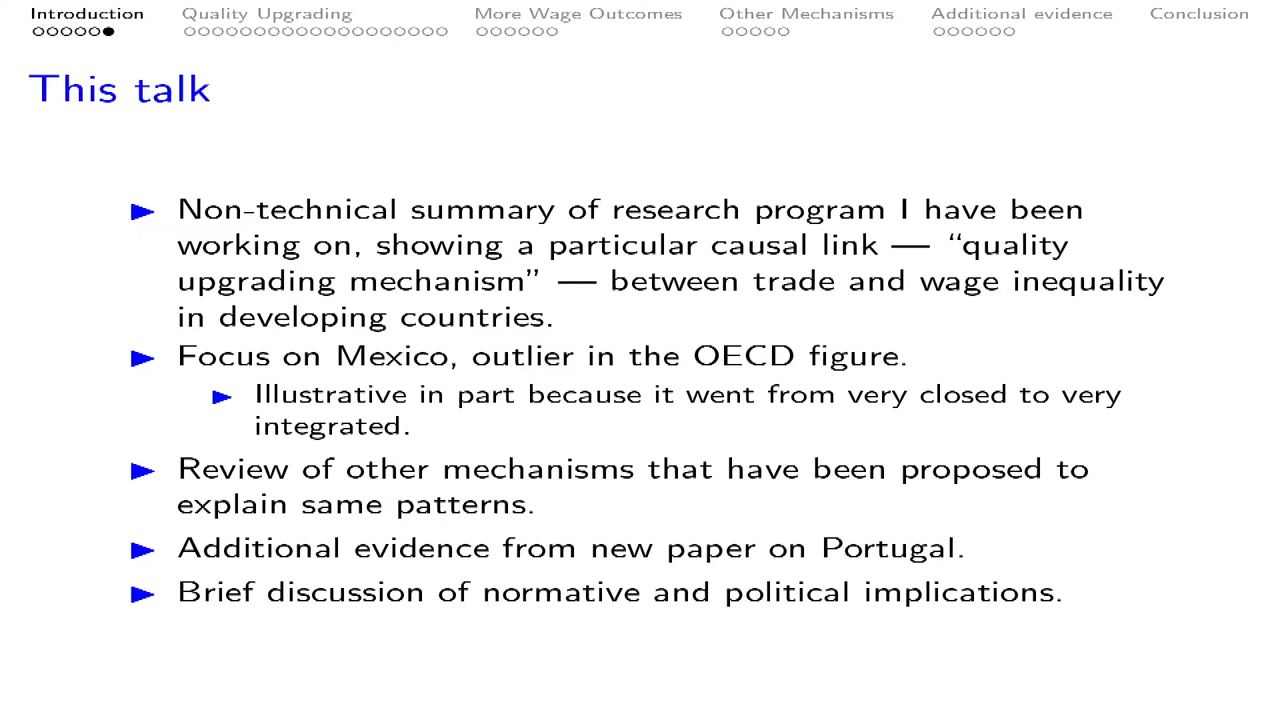 Introduction Quality Upgrading More Wage Outcomes Other Mechanisms Additional evidence Conclusion
This talk
Non-technical summary of research program I have been
working on, showing a particular causal link — “quality
upgrading mechanism” — between trade and wage inequality
in developing countries.
Focus on Mexico, outlier in the OECD figure.
Illustrative in part because it went from very closed to very
integrated.
Review of other mechanisms that have been proposed to
explain same patterns.
Additional evidence from new paper on Portugal.
Brief discussion of normative and political implications.